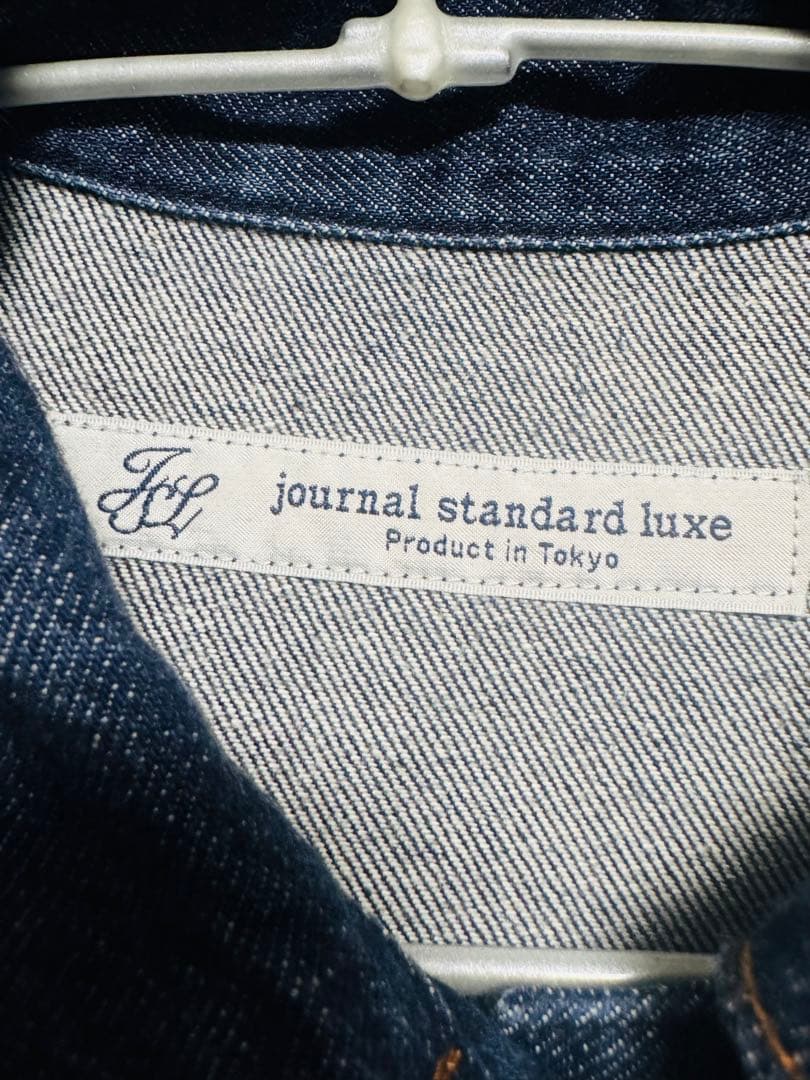 JSL
journal standard luxe
Product in Tokyo